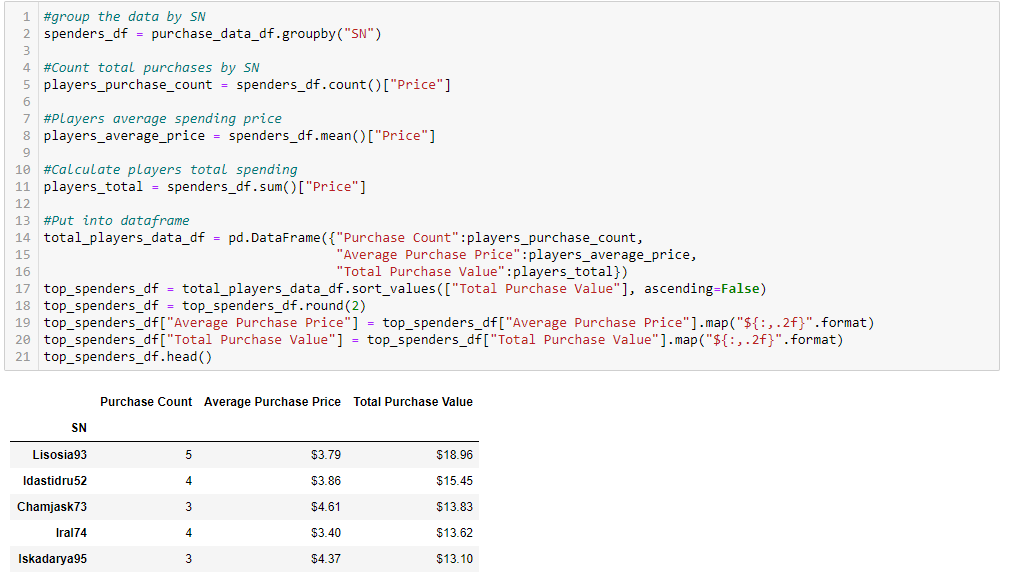 1 #group the data by SN
2 spenders_df = purchase_data_df.groupby("SN")
3
4 #Count total purchases by SN
5 players_purchase_count = spenders_df.count()["Price"]
6
7 #Players average spending price
8 players_average_price = spenders_df.mean()["Price"]
9
10 #Calculate players total spending
11 players_total = spenders_df.sum()["Price"]
12
13 #Put into dataframe
14 total_players_data_df = pd.DataFrame({"Purchase Count":players_purchase_count,
15 "Average Purchase Price":players_average_price,
16 "Total Purchase Value":players_total})
17 top_spenders_df = total_players_data_df.sort_values(["Total Purchase Value"], ascending=False)
18 top_spenders_df = top_spenders_df.round(2)
19 top_spenders_df["Average Purchase Price"] = top_spenders_df["Average Purchase Price"].map("${:,.2f}".format)
20 top_spenders_df["Total Purchase Value"] = top_spenders_df["Total Purchase Value"].map("${:,.2f}".format)
21 top_spenders_df.head()
Purchase Count Average Purchase Price Total Purchase Value
SN
Lisosia93 5 $3.79 $18.96
Idastidru52 4 $3.86 $15.45
Chamjask73 3 $4.61 $13.83
Iral74 4 $3.40 $13.62
Iskadarya95 3 $4.37 $13.10